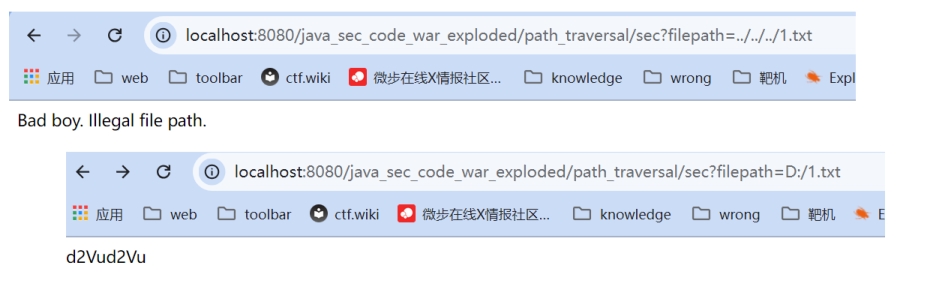 localhost:8080/java_sec_code_war_exploded/path_traversal/sec?filepath=../../../1.txt
应用 web toolbar ctf.wiki 微步在线X情报社区... knowledge wrong 靶机 Expl
Bad boy. Illegal file path.
localhost:8080/java_sec_code_war_exploded/path_traversal/sec?filepath=D:/1.txt
应用 web toolbar ctf.wiki 微步在线X情报社区... knowledge wrong 靶机 E
d2Vud2Vu